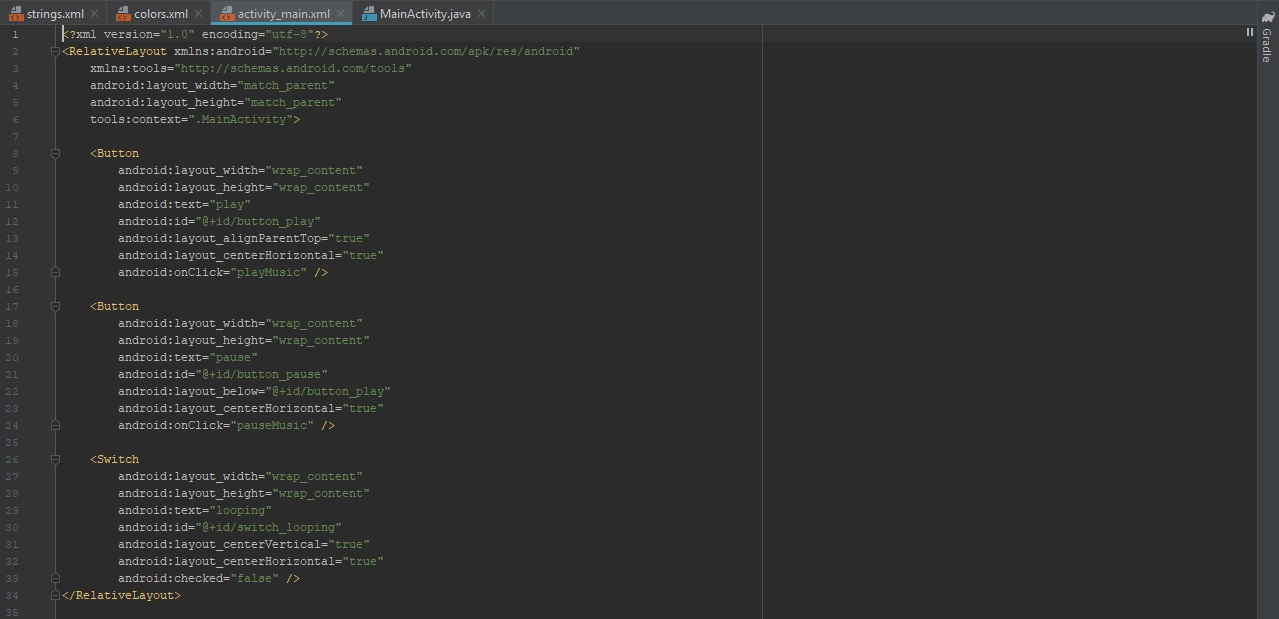 strings.xml colors.xml activity_main.xml MainActivity.java
1 <?xml version="1.0" encoding="utf-8"?>
2 <RelativeLayout xmlns:android="http://schemas.android.com/apk/res/android"
3 xmlns:tools="http://schemas.android.com/tools"
4 android:layout_width="match_parent"
5 android:layout_height="match_parent"
6 tools:context=".MainActivity">
7
8 <Button
9 android:layout_width="wrap_content"
10 android:layout_height="wrap_content"
11 android:text="play"
12 android:id="@+id/button_play"
13 android:layout_alignParentTop="true"
14 android:layout_centerHorizontal="true"
15 android:onClick="playMusic" />
16
17 <Button
18 android:layout_width="wrap_content"
19 android:layout_height="wrap_content"
20 android:text="pause"
21 android:id="@+id/button_pause"
22 android:layout_below="@+id/button_play"
23 android:layout_centerHorizontal="true"
24 android:onClick="pauseMusic" />
25
26 <Switch
27 android:layout_width="wrap_content"
28 android:layout_height="wrap_content"
29 android:text="looping"
30 android:id="@+id/switch_looping"
31 android:layout_centerVertical="true"
32 android:layout_centerHorizontal="true"
33 android:checked="false" />
34 </RelativeLayout>
35
Gradle